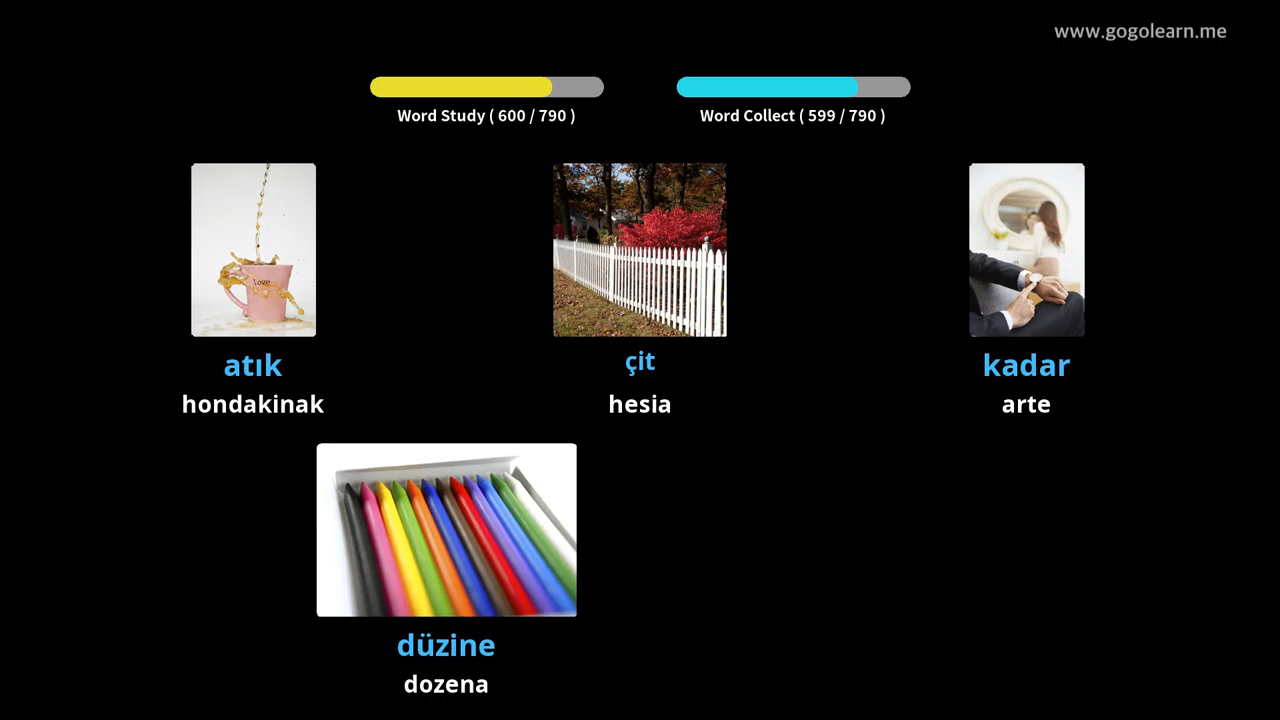 www.gogolearn.me
Word Study ( 600 / 790 )
Word Collect ( 599 / 790 )
love
atık
hondakinak
çit
hesia
kadar
arte
düzine
dozena